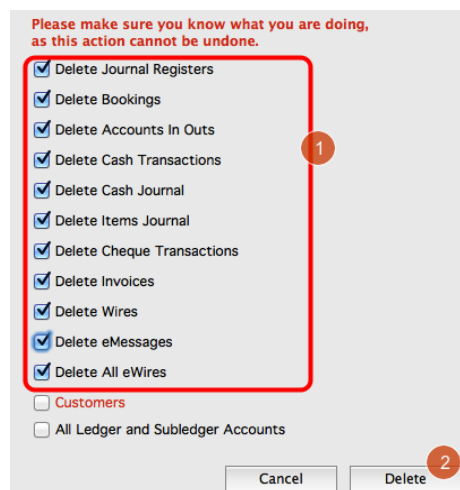 Please make sure you know what you are doing,
as this action cannot be undone.
Delete Journal Registers
Delete Bookings
Delete Accounts In Outs
1
Delete Cash Transactions
Delete Cash Journal
Delete Items Journal
Delete Cheque Transactions
Delete Invoices
Delete Wires
Delete eMessages
Delete All eWires
Customers
All Ledger and Subledger Accounts
2
Cancel Delete